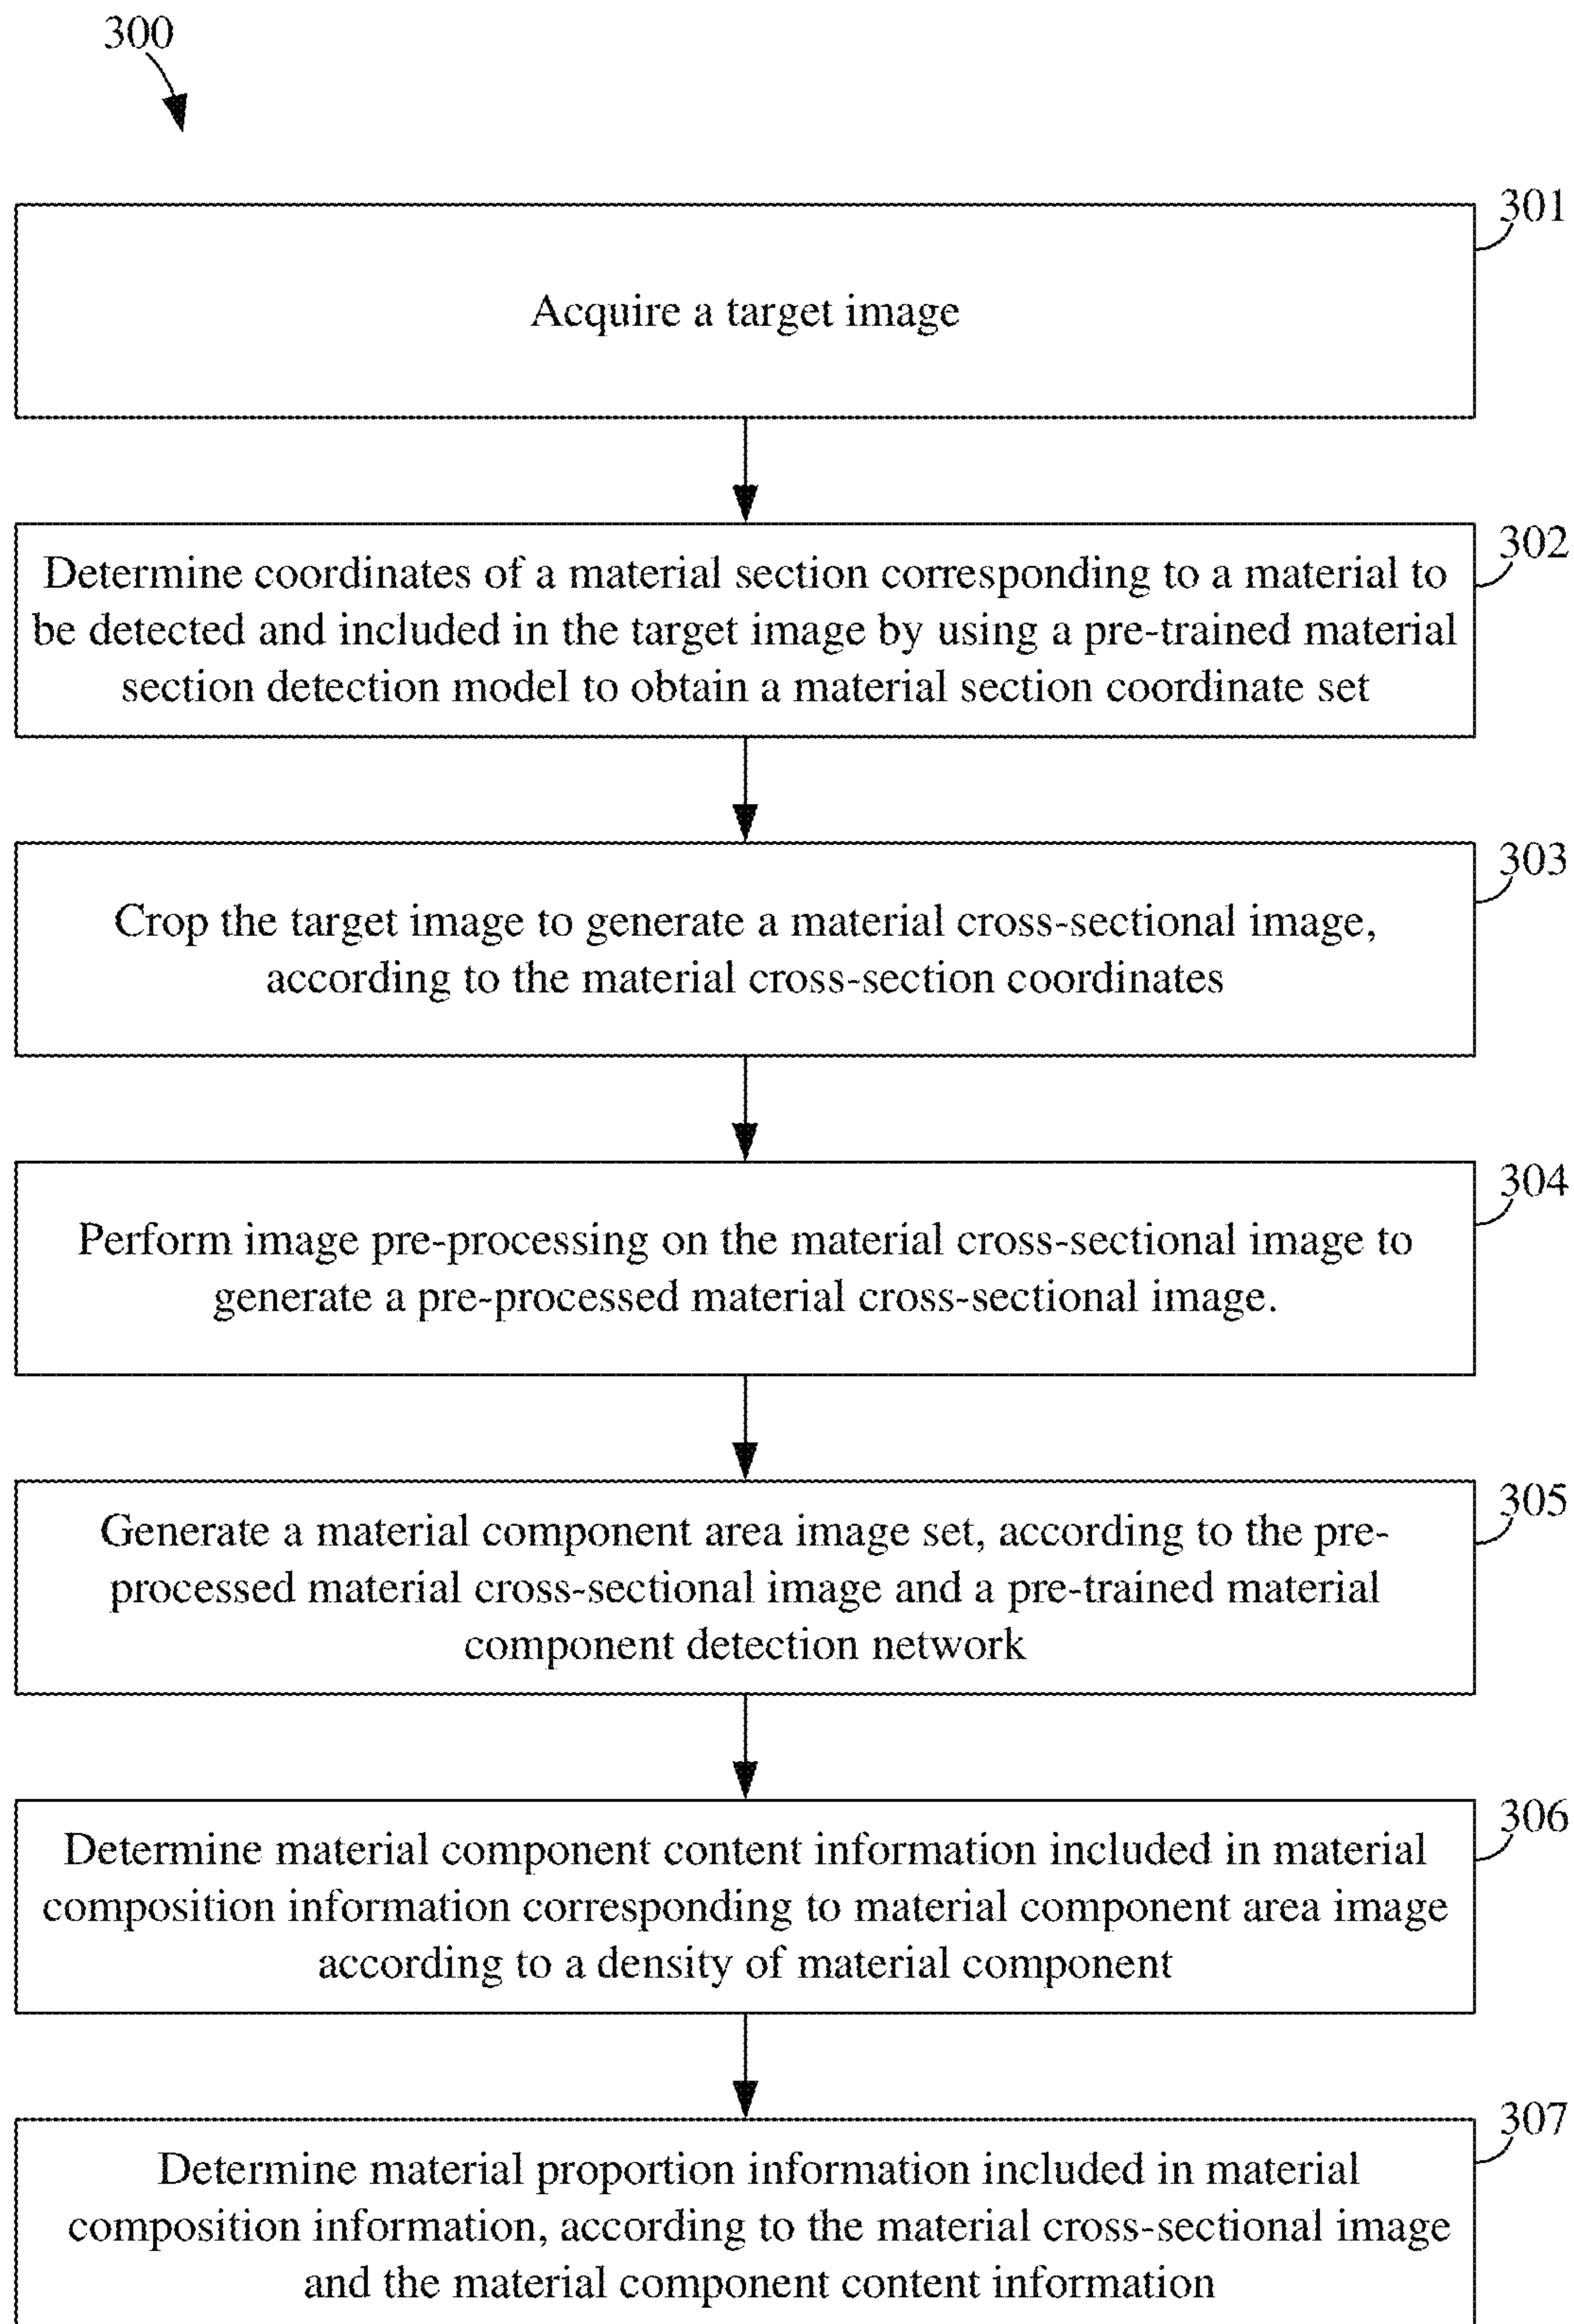 300
301
Acquire a target image
302
Determine coordinates of a material section corresponding to a material to
be detected and included in the target image by using a pre-trained material
section detection model to obtain a material section coordinate set
303
Crop the target image to generate a material cross-sectional image,
according to the material cross-section coordinates
304
Perform image pre-processing on the material cross-sectional image to
generate a pre-processed material cross-sectional image.
305
Generate a material component area image set, according to the pre-
processed material cross-sectional image and a pre-trained material
component detection network
306
Determine material component content information included in material
composition information corresponding to material component area image
according to a density of material component
307
Determine material proportion information included in material
composition information, according to the material cross-sectional image
and the material component content information